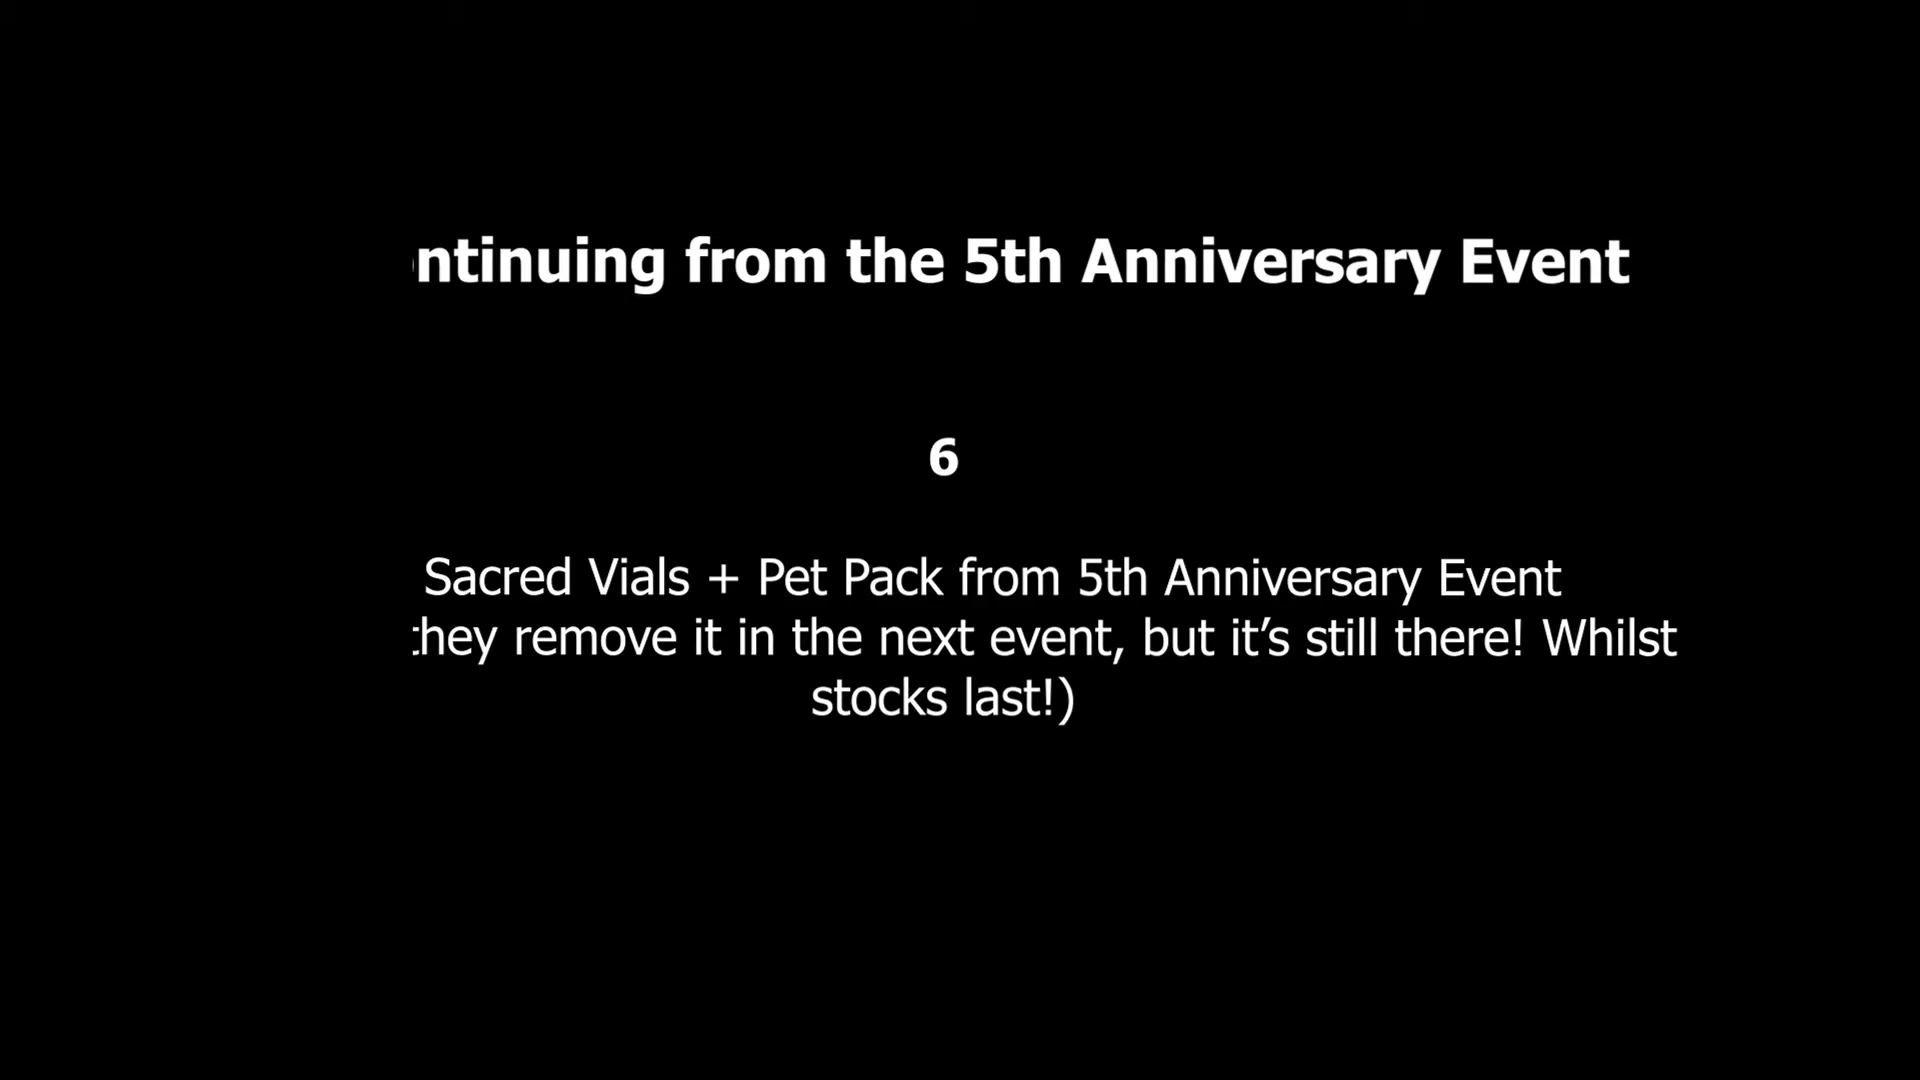 ntinuing from the 5th Anniversary Event
6
Sacred Vials + Pet Pack from 5th Anniversary Event
they remove it in the next event, but it’s still there! Whilst
stocks last!)